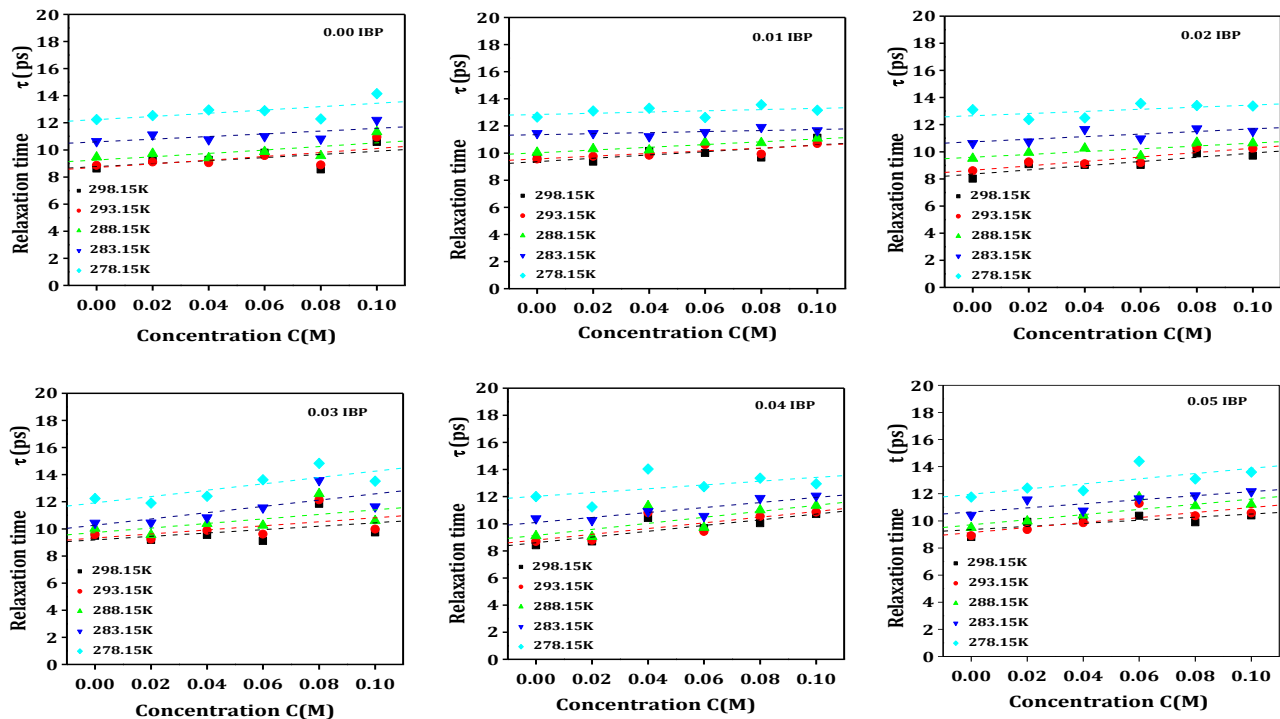 0.00 IBP
Relaxation time τ(ps)
20
18
16
14
12
10
8
6
4
2
0
298.15K
293.15K
288.15K
283.15K
278.15K
0.00 0.02 0.04 0.06 0.08 0.10
Concentration C(M)
0.01 IBP
Relaxation time τ(ps)
20
18
16
14
12
10
8
6
4
2
0
298.15K
293.15K
288.15K
283.15K
278.15K
0.00 0.02 0.04 0.06 0.08 0.10
Concentration C(M)
0.02 IBP
Relaxation time τ(ps)
20
18
16
14
12
10
8
6
4
2
0
298.15K
293.15K
288.15K
283.15K
278.15K
0.00 0.02 0.04 0.06 0.08 0.10
Concentration C(M)
0.03 IBP
Relaxation time τ(ps)
20
18
16
14
12
10
8
6
4
2
0
298.15K
293.15K
288.15K
283.15K
278.15K
0.00 0.02 0.04 0.06 0.08 0.10
Concentration C(M)
0.04 IBP
Relaxation time τ(ps)
20
18
16
14
12
10
8
6
4
2
0
298.15K
293.15K
288.15K
283.15K
278.15K
0.00 0.02 0.04 0.06 0.08 0.10
Concentration C(M)
0.05 IBP
Relaxation time t(ps)
20
18
16
14
12
10
8
6
4
2
0
298.15K
293.15K
288.15K
283.15K
278.15K
0.00 0.02 0.04 0.06 0.08 0.10
Concentration C(M)